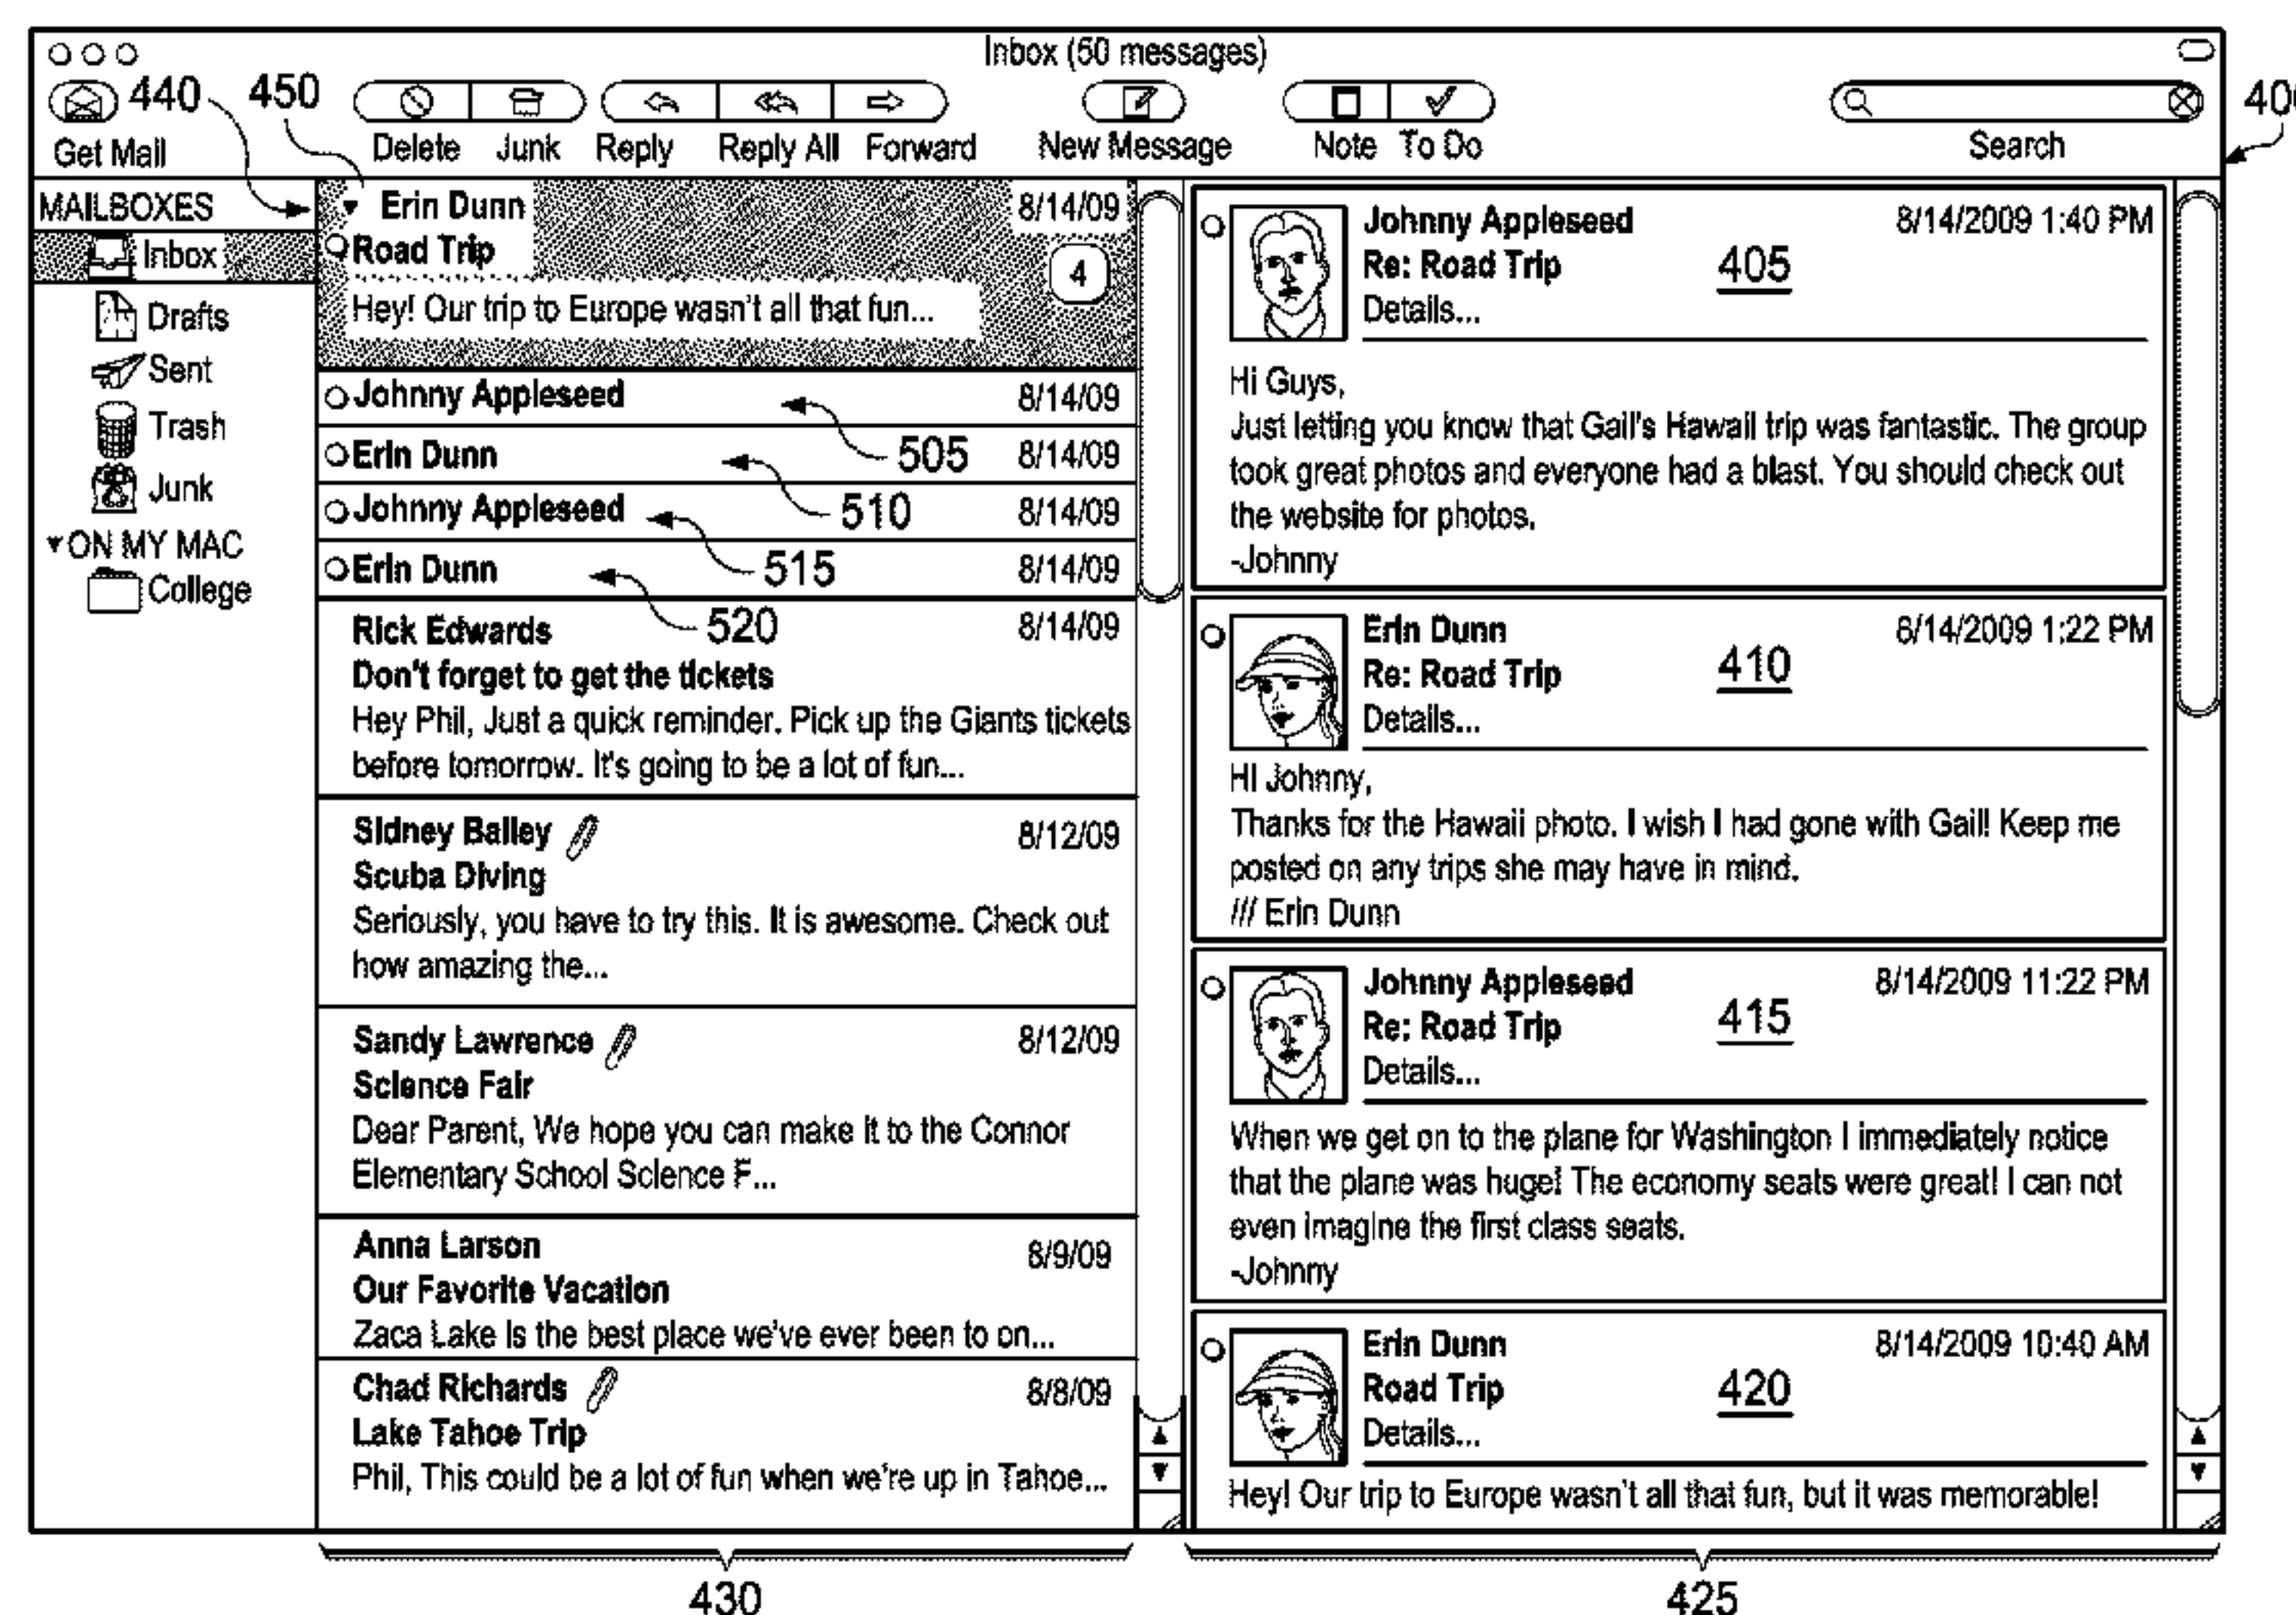 Inbox (50 messages)
440
450
400
Get Mail
Delete
Junk
Reply
Reply All
Forward
New Message
Note
To Do
Search
MAILBOXES
Inbox
Drafts
Sent
Trash
Junk
ON MY MAC
College
Erin Dunn
8/14/09
Road Trip
4
Hey! Our trip to Europe wasn't all that fun...
Johnny Appleseed
8/14/09
505
Erin Dunn
8/14/09
510
Johnny Appleseed
8/14/09
515
Erin Dunn
8/14/09
520
Rick Edwards
8/14/09
Don't forget to get the tickets
Hey Phil, Just a quick reminder. Pick up the Giants tickets
before tomorrow. It's going to be a lot of fun...
Sidney Bailey
8/12/09
Scuba Diving
Seriously, you have to try this. It is awesome. Check out
how amazing the...
Sandy Lawrence
8/12/09
Science Fair
Dear Parent, We hope you can make it to the Connor
Elementary School Science F...
Anna Larson
8/9/09
Our Favorite Vacation
Zaca Lake is the best place we've ever been to on...
Chad Richards
8/8/09
Lake Tahoe Trip
Phil, This could be a lot of fun when we're up in Tahoe...
Johnny Appleseed
8/14/2009 1:40 PM
Re: Road Trip
405
Details...
Hi Guys,
Just letting you know that Gail's Hawaii trip was fantastic. The group
took great photos and everyone had a blast. You should check out
the website for photos.
-Johnny
Erin Dunn
8/14/2009 1:22 PM
Re: Road Trip
410
Details...
Hi Johnny,
Thanks for the Hawaii photo. I wish I had gone with Gail! Keep me
posted on any trips she may have in mind.
/// Erin Dunn
Johnny Appleseed
8/14/2009 11:22 PM
Re: Road Trip
415
Details...
When we get on to the plane for Washington I immediately notice
that the plane was huge! The economy seats were great! I can not
even imagine the first class seats.
-Johnny
Erin Dunn
8/14/2009 10:40 AM
Road Trip
420
Details...
Hey! Our trip to Europe wasn't all that fun, but it was memorable!
430
425